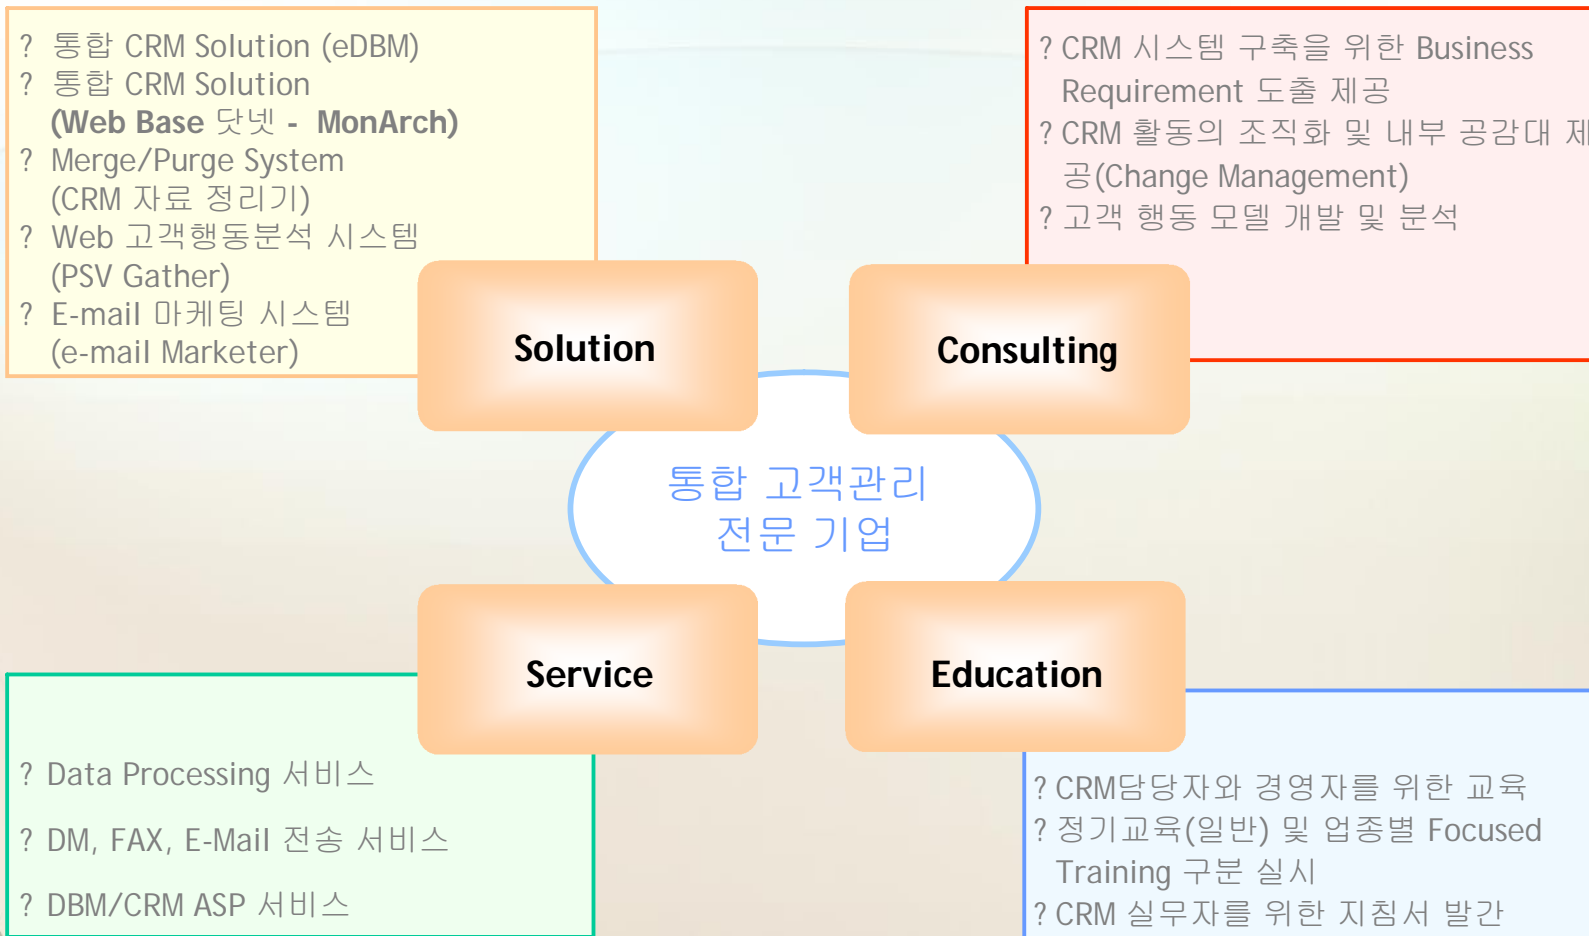 ? 통합 CRM Solution (eDBM)
? 통합 CRM Solution
(Web Base 닷넷 - MonArch)
? Merge/Purge System
(CRM 자료 정리기)
? Web 고객행동분석 시스템
(PSV Gather)
? E-mail 마케팅 시스템
(e-mail Marketer)
Solution
? CRM 시스템 구축을 위한 Business
Requirement 도출 제공
? CRM 활동의 조직화 및 내부 공감대 제
공(Change Management)
? 고객 행동 모델 개발 및 분석
Consulting
통합 고객관리
전문 기업
Service
? Data Processing 서비스
? DM, FAX, E-Mail 전송 서비스
? DBM/CRM ASP 서비스
Education
? CRM담당자와 경영자를 위한 교육
? 정기교육(일반) 및 업종별 Focused
Training 구분 실시
? CRM 실무자를 위한 지침서 발간